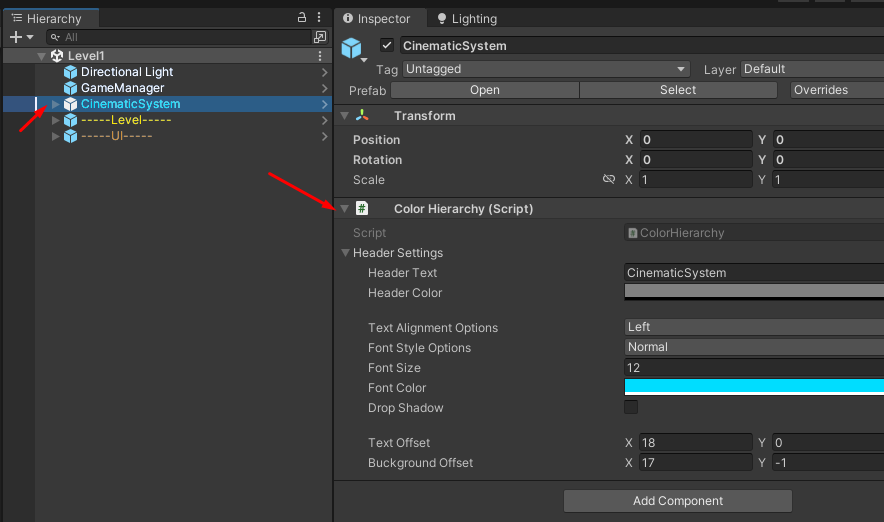 Hierarchy
All
Level1
Directional Light
GameManager
CinematicSystem
-----Level-----
-----UI-----
Inspector
Lighting
CinematicSystem
Tag Untagged Layer Default
Prefab Open Select Overrides
Transform
Position X 0 Y 0
Rotation X 0 Y 0
Scale X 1 Y 1
# Color Hierarchy (Script)
Script # ColorHierarchy
Header Settings
Header Text CinematicSystem
Header Color
Text Alignment Options Left
Font Style Options Normal
Font Size 12
Font Color
Drop Shadow
Text Offset X 18 Y 0
Buckground Offset X 17 Y -1
Add Component